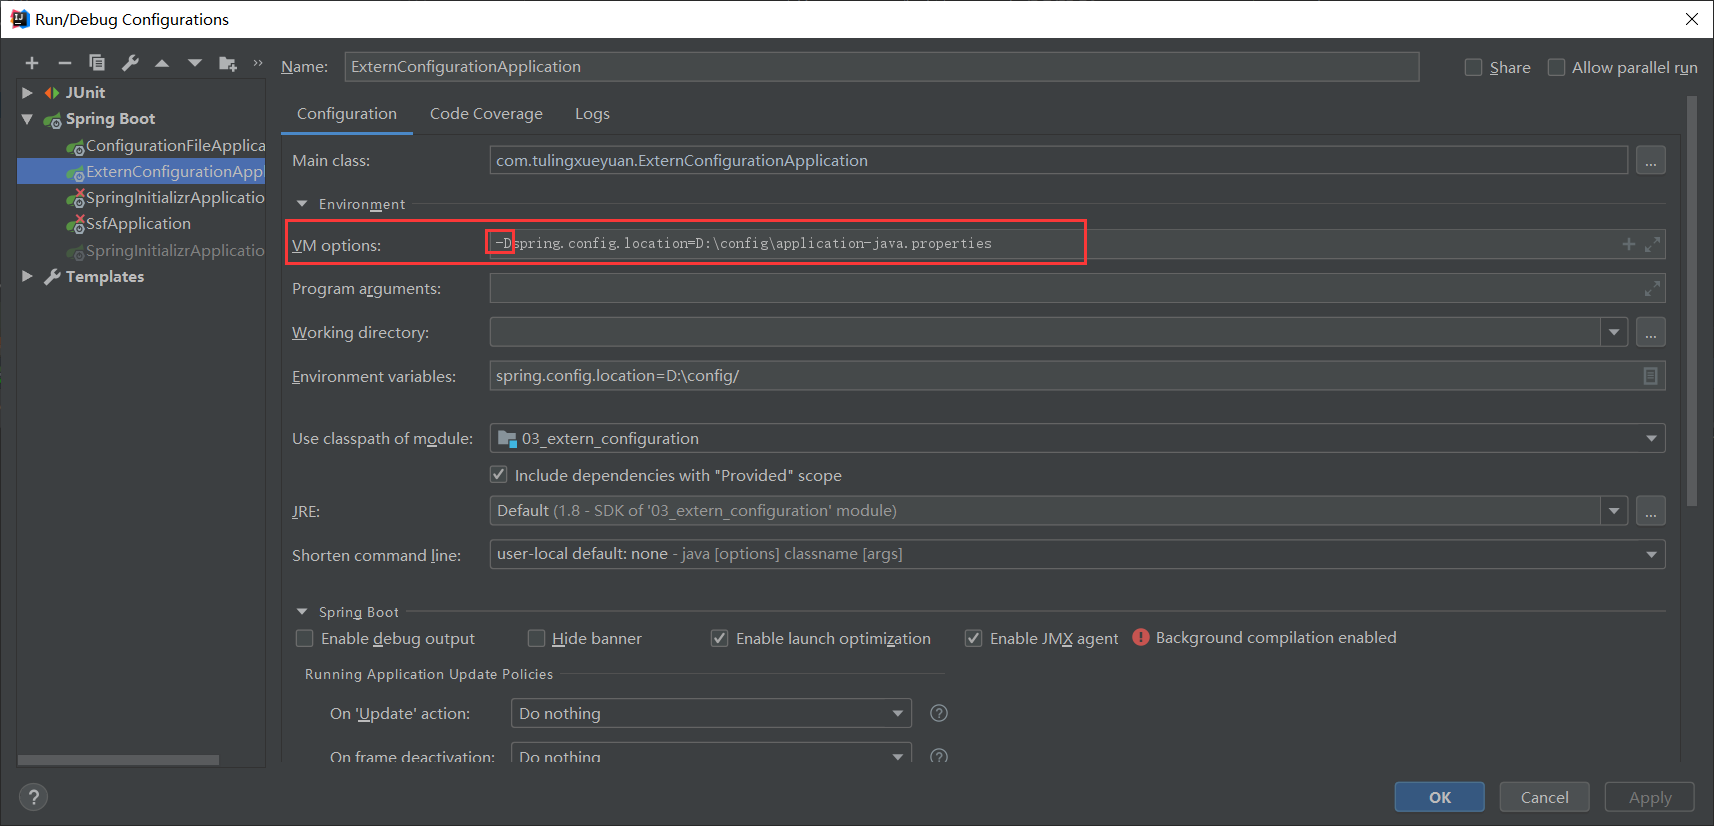 Run/Debug Configurations
Name: ExternConfigurationApplication
Share
Allow parallel run
JUnit
Spring Boot
ConfigurationFileApplica
ExternConfigurationAppl
SpringInitializrApplicatio
SsfApplication
SpringInitializrApplicatio
Templates
Configuration Code Coverage Logs
Main class: com.tulingxueyuan.ExternConfigurationApplication ...
Environment
VM options: -Dspring.config.location=D:\config\application-java.properties
Program arguments:
Working directory: ...
Environment variables: spring.config.location=D:\config/
Use classpath of module: 03_extern_configuration
Include dependencies with "Provided" scope
JRE: Default (1.8 - SDK of '03_extern_configuration' module) ...
Shorten command line: user-local default: none - java [options] classname [args]
Spring Boot
Enable debug output Hide banner Enable launch optimization Enable JMX agent Background compilation enabled
Running Application Update Policies
On 'Update' action: Do nothing ?
On frame deactivation: Do nothing ?
? OK Cancel Apply